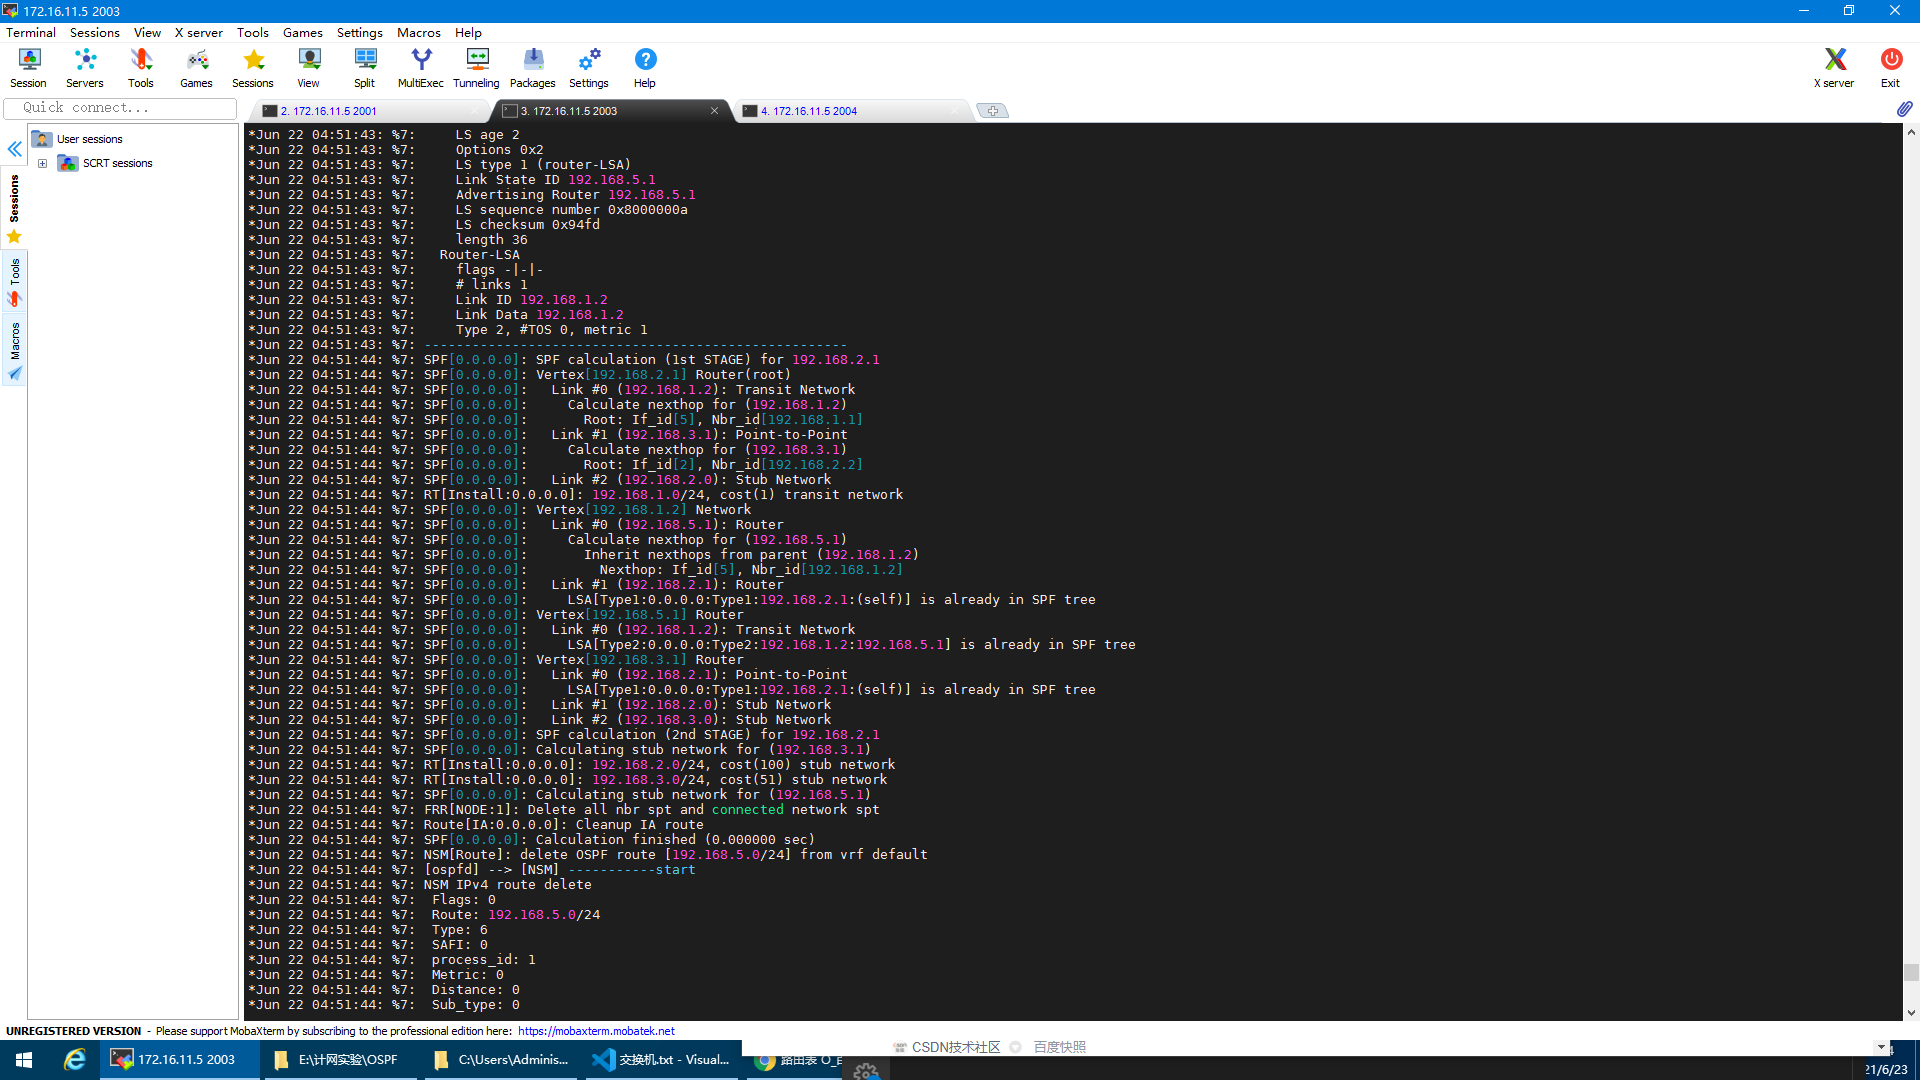 172.16.11.5 2003
Terminal Sessions View X server Tools Games Settings Macros Help
Session Servers Tools Games Sessions View Split MultiExec Tunneling Packages Settings Help X server Exit
Quick connect...
2. 172.16.11.5 2001
3. 172.16.11.5 2003
4. 172.16.11.5 2004
User sessions
SCRT sessions
Sessions
Tools
Macros
*Jun 22 04:51:43: %7:     LS age 2
*Jun 22 04:51:43: %7:     Options 0x2
*Jun 22 04:51:43: %7:     LS type 1 (router-LSA)
*Jun 22 04:51:43: %7:     Link State ID 192.168.5.1
*Jun 22 04:51:43: %7:     Advertising Router 192.168.5.1
*Jun 22 04:51:43: %7:     LS sequence number 0x8000000a
*Jun 22 04:51:43: %7:     LS checksum 0x94fd
*Jun 22 04:51:43: %7:     length 36
*Jun 22 04:51:43: %7:   Router-LSA
*Jun 22 04:51:43: %7:     flags -|-|-
*Jun 22 04:51:43: %7:     # links 1
*Jun 22 04:51:43: %7:     Link ID 192.168.1.2
*Jun 22 04:51:43: %7:     Link Data 192.168.1.2
*Jun 22 04:51:43: %7:     Type 2, #TOS 0, metric 1
*Jun 22 04:51:43: %7: -----------------------------------------------------
*Jun 22 04:51:44: %7: SPF[0.0.0.0]: SPF calculation (1st STAGE) for 192.168.2.1
*Jun 22 04:51:44: %7: SPF[0.0.0.0]: Vertex[192.168.2.1] Router(root)
*Jun 22 04:51:44: %7: SPF[0.0.0.0]:   Link #0 (192.168.1.2): Transit Network
*Jun 22 04:51:44: %7: SPF[0.0.0.0]:     Calculate nexthop for (192.168.1.2)
*Jun 22 04:51:44: %7: SPF[0.0.0.0]:       Root: If_id[5], Nbr_id[192.168.1.1]
*Jun 22 04:51:44: %7: SPF[0.0.0.0]:   Link #1 (192.168.3.1): Point-to-Point
*Jun 22 04:51:44: %7: SPF[0.0.0.0]:     Calculate nexthop for (192.168.3.1)
*Jun 22 04:51:44: %7: SPF[0.0.0.0]:       Root: If_id[2], Nbr_id[192.168.2.2]
*Jun 22 04:51:44: %7: SPF[0.0.0.0]:   Link #2 (192.168.2.0): Stub Network
*Jun 22 04:51:44: %7: RT[Install:0.0.0.0]: 192.168.1.0/24, cost(1) transit network
*Jun 22 04:51:44: %7: SPF[0.0.0.0]: Vertex[192.168.1.2] Network
*Jun 22 04:51:44: %7: SPF[0.0.0.0]:   Link #0 (192.168.5.1): Router
*Jun 22 04:51:44: %7: SPF[0.0.0.0]:     Calculate nexthop for (192.168.5.1)
*Jun 22 04:51:44: %7: SPF[0.0.0.0]:       Inherit nexthops from parent (192.168.1.2)
*Jun 22 04:51:44: %7: SPF[0.0.0.0]:         Nexthop: If_id[5], Nbr_id[192.168.1.2]
*Jun 22 04:51:44: %7: SPF[0.0.0.0]:   Link #1 (192.168.2.1): Router
*Jun 22 04:51:44: %7: SPF[0.0.0.0]:     LSA[Type1:0.0.0.0:Type1:192.168.2.1:(self)] is already in SPF tree
*Jun 22 04:51:44: %7: SPF[0.0.0.0]: Vertex[192.168.5.1] Router
*Jun 22 04:51:44: %7: SPF[0.0.0.0]:   Link #0 (192.168.1.2): Transit Network
*Jun 22 04:51:44: %7: SPF[0.0.0.0]:     LSA[Type2:0.0.0.0:Type2:192.168.1.2:192.168.5.1] is already in SPF tree
*Jun 22 04:51:44: %7: SPF[0.0.0.0]: Vertex[192.168.3.1] Router
*Jun 22 04:51:44: %7: SPF[0.0.0.0]:   Link #0 (192.168.2.1): Point-to-Point
*Jun 22 04:51:44: %7: SPF[0.0.0.0]:     LSA[Type1:0.0.0.0:Type1:192.168.2.1:(self)] is already in SPF tree
*Jun 22 04:51:44: %7: SPF[0.0.0.0]:   Link #1 (192.168.2.0): Stub Network
*Jun 22 04:51:44: %7: SPF[0.0.0.0]:   Link #2 (192.168.3.0): Stub Network
*Jun 22 04:51:44: %7: SPF[0.0.0.0]: SPF calculation (2nd STAGE) for 192.168.2.1
*Jun 22 04:51:44: %7: SPF[0.0.0.0]: Calculating stub network for (192.168.3.1)
*Jun 22 04:51:44: %7: RT[Install:0.0.0.0]: 192.168.2.0/24, cost(100) stub network
*Jun 22 04:51:44: %7: RT[Install:0.0.0.0]: 192.168.3.0/24, cost(51) stub network
*Jun 22 04:51:44: %7: SPF[0.0.0.0]: Calculating stub network for (192.168.5.1)
*Jun 22 04:51:44: %7: FRR[NODE:1]: Delete all nbr spt and connected network spt
*Jun 22 04:51:44: %7: Route[IA:0.0.0.0]: Cleanup IA route
*Jun 22 04:51:44: %7: SPF[0.0.0.0]: Calculation finished (0.000000 sec)
*Jun 22 04:51:44: %7: NSM[Route]: delete OSPF route [192.168.5.0/24] from vrf default
*Jun 22 04:51:44: %7: [ospfd] --> [NSM] -----------start
*Jun 22 04:51:44: %7: NSM IPv4 route delete
*Jun 22 04:51:44: %7:  Flags: 0
*Jun 22 04:51:44: %7:  Route: 192.168.5.0/24
*Jun 22 04:51:44: %7:  Type: 6
*Jun 22 04:51:44: %7:  SAFI: 0
*Jun 22 04:51:44: %7:  process_id: 1
*Jun 22 04:51:44: %7:  Metric: 0
*Jun 22 04:51:44: %7:  Distance: 0
*Jun 22 04:51:44: %7:  Sub_type: 0
UNREGISTERED VERSION - Please support MobaXterm by subscribing to the professional edition here: https://mobaxterm.mobatek.net
172.16.11.5 2003
E:\计网实验\OSPF
C:\Users\Adminis...
交换机.txt - Visual...
路由表 O_
CSDN技术社区 百度快照
21/6/23